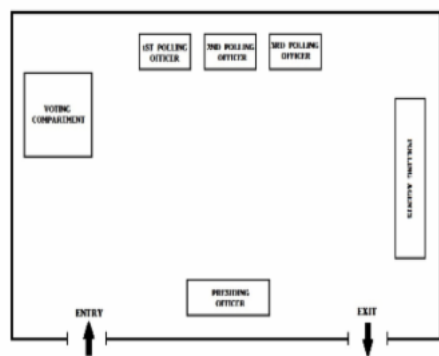 1ST POLLING
OFFICER
2ND POLLING
OFFICER
3RD POLLING
OFFICER
VOTING
COMPARTMENT
POLLING AGENTS
PRESIDING
OFFICER
ENTRY
EXIT